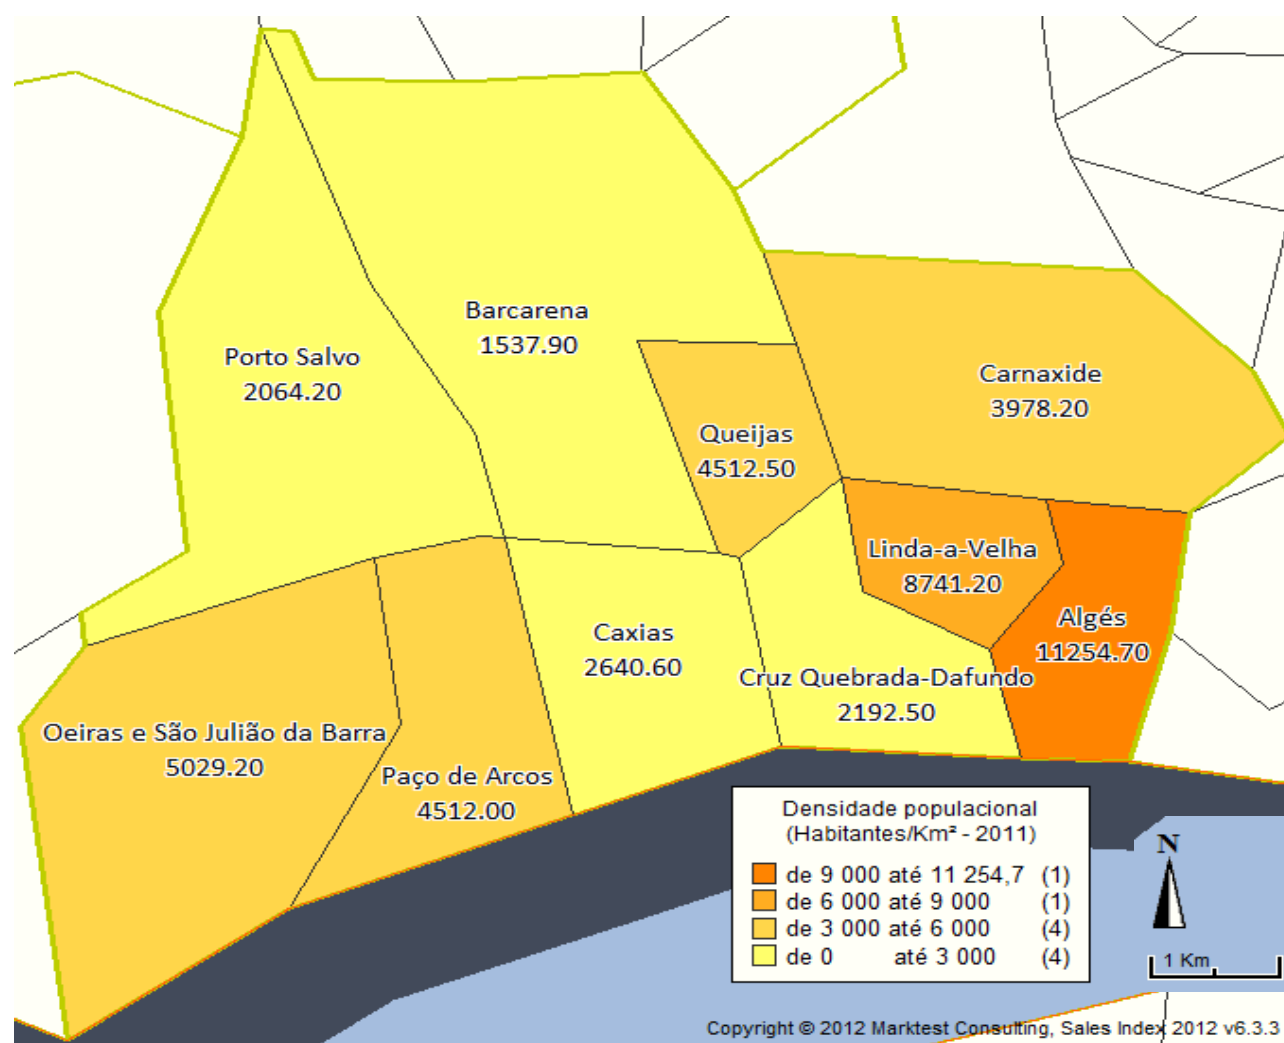 Barcarena
1537.90
Porto Salvo
2064.20
Carnaxide
3978.20
Queijas
4512.50
Linda-a-Velha
8741.20
Algés
11254.70
Caxias
2640.60
Cruz Quebrada-Dafundo
2192.50
Oeiras e São Julião da Barra
5029.20
Paço de Arcos
4512.00
Densidade populacional
(Habitantes/Km² - 2011)
de 9 000 até 11 254,7 (1)
de 6 000 até 9 000 (1)
de 3 000 até 6 000 (4)
de 0 até 3 000 (4)
N
1 Km
Copyright © 2012 Marktest Consulting, Sales Index 2012 v6.3.3